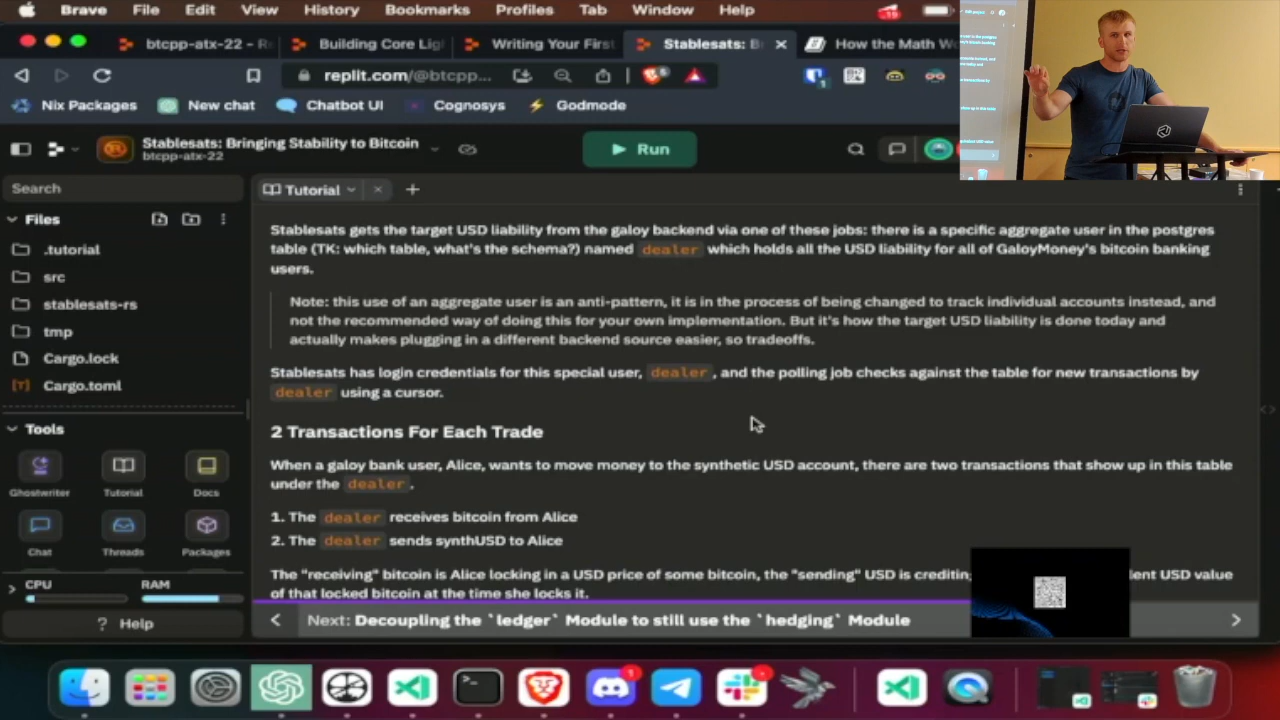 Brave File Edit View History Bookmarks Profiles Tab Window Help
btcpp-atx-22 - R Building Core Lig Writing Your First Stablesats: B How the Math W
replit.com/@btcpp...
Nix Packages New chat Chatbot UI Cognosys Godmode
Stablesats: Bringing Stability to Bitcoin
btcpp-atx-22
Run
Search
Tutorial
Files
.tutorial
src
stablesats-rs
tmp
Cargo.lock
Cargo.toml
Tools
Ghostwriter Tutorial Docs
Chat Threads Packages
CPU RAM
? Help
Stablesats gets the target USD liability from the galoy backend via one of these jobs: there is a specific aggregate user in the postgres
table (TK: which table, what's the schema?) named dealer which holds all the USD liability for all of GaloyMoney's bitcoin banking
users.
Note: this use of an aggregate user is an anti-pattern, it is in the process of being changed to track individual accounts instead, and
not the recommended way of doing this for your own implementation. But it's how the target USD liability is done today and
actually makes plugging in a different backend source easier, so tradeoffs.
Stablesats has login credentials for this special user, dealer, and the polling job checks against the table for new transactions by
dealer using a cursor.
2 Transactions For Each Trade
When a galoy bank user, Alice, wants to move money to the synthetic USD account, there are two transactions that show up in this table
under the dealer.
1. The dealer receives bitcoin from Alice
2. The dealer sends synthUSD to Alice
The "receiving" bitcoin is Alice locking in a USD price of some bitcoin, the "sending" USD is crediting USD value
of that locked bitcoin at the time she locks it.
Next: Decoupling the `ledger` Module to still use the `hedging` Module